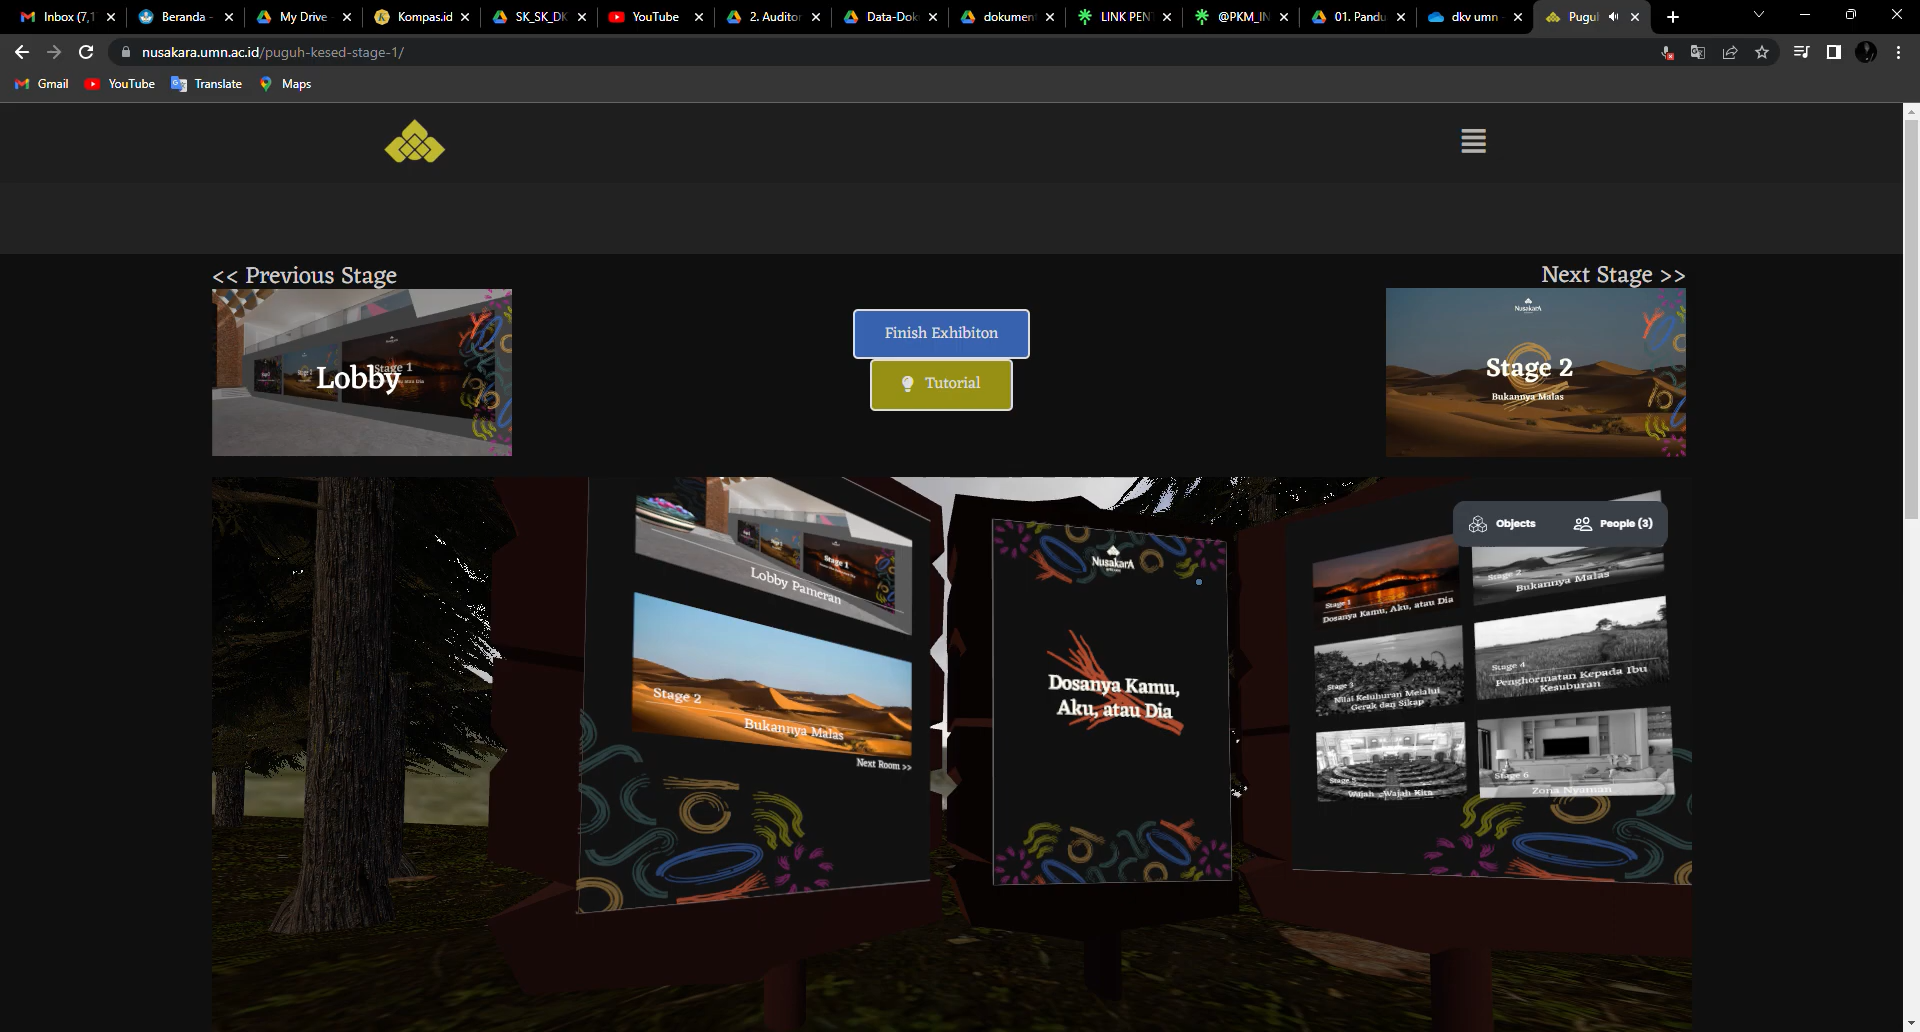 Inbox (7,1
Beranda -
My Drive
Kompas.id
SK_SK_DK
YouTube
2. Auditor
Data-Dok
dokumen
LINK PEN
@PKM_IN
01. Pandu
dkv umn
Pugu
nusakara.umn.ac.id/puguh-kesed-stage-1/
Gmail
YouTube
Translate
Maps
<< Previous Stage
Next Stage >>
Lobby
Stage 1
Finish Exhibiton
Tutorial
NusakarA
Stage 2
Bukannya Malas
Objects
People (3)
Stage 1
Lobby Pameran
Stage 2
Bukannya Malas
Next Room >>
NusakarA
Dosanya Kamu,
Aku, atau Dia
Stage 1
Dosanya Kamu, Aku, atau Dia
Stage 2
Bukannya Malas
Stage 3
Nilai Keluhuran Melalui
Gerak dan Sikap
Stage 4
Penghormatan Kepada Ibu
Kesuburan
Stage 5
Wajah - Wajah Kita
Stage 6
Zona Nyaman